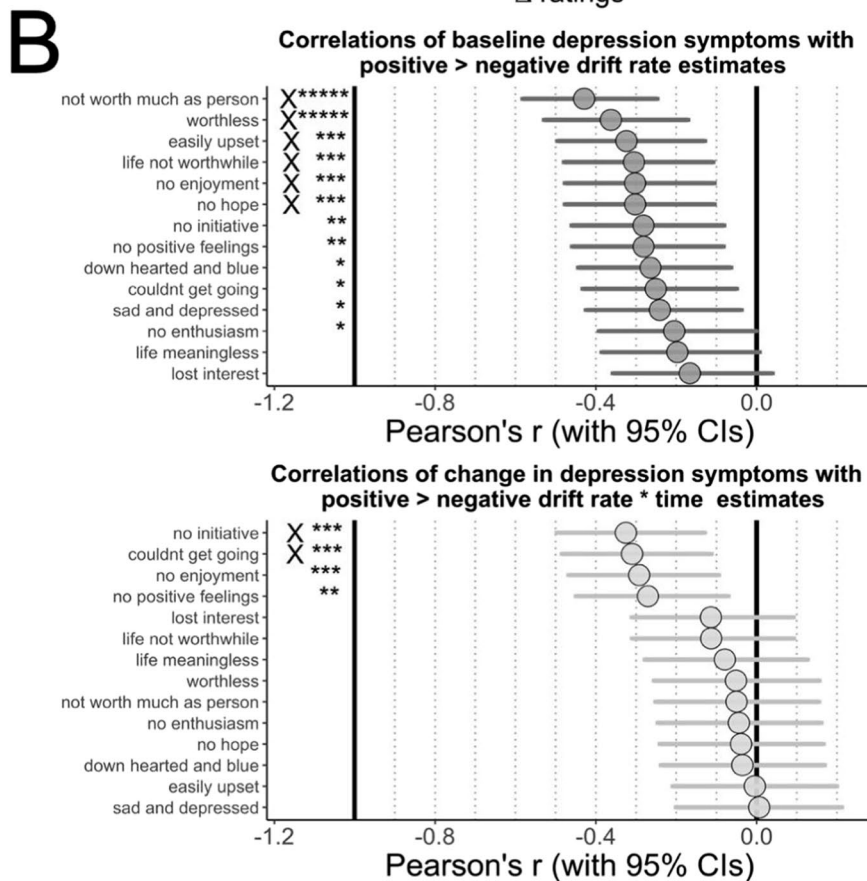 B
Correlations of baseline depression symptoms with
positive > negative drift rate estimates
not worth much as person X*****
worthless X*****
easily upset X ***
life not worthwhile X ***
no enjoyment X ***
no hope X ***
no initiative **
no positive feelings **
down hearted and blue *
couldnt get going *
sad and depressed *
no enthusiasm *
life meaningless
lost interest
-1.2 -0.8 -0.4 0.0
Pearson's r (with 95% CIs)
Correlations of change in depression symptoms with
positive > negative drift rate * time estimates
no initiative X ***
couldnt get going X ***
no enjoyment ***
no positive feelings **
lost interest
life not worthwhile
life meaningless
worthless
not worth much as person
no enthusiasm
no hope
down hearted and blue
easily upset
sad and depressed
-1.2 -0.8 -0.4 0.0
Pearson's r (with 95% CIs)